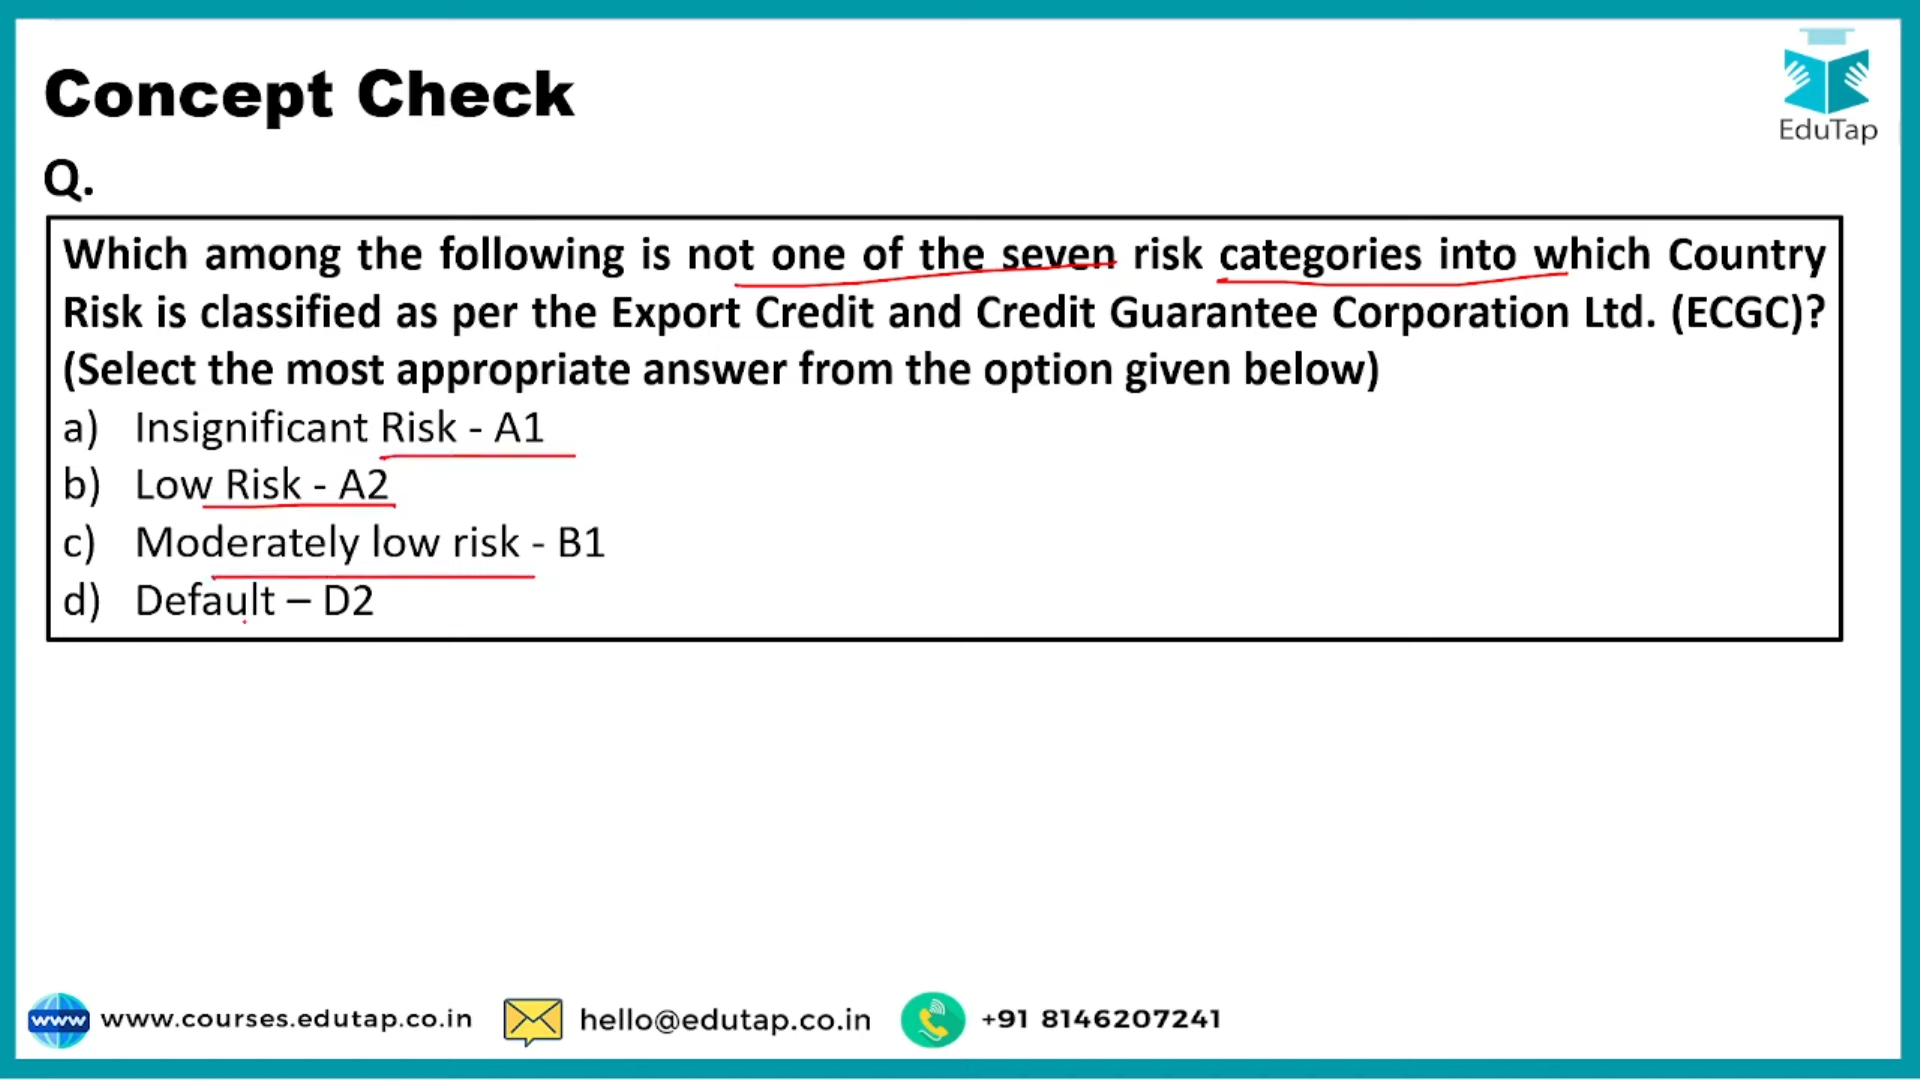 Concept Check
EduTap
Q.
Which among the following is not one of the seven risk categories into which Country
Risk is classified as per the Export Credit and Credit Guarantee Corporation Ltd. (ECGC)?
(Select the most appropriate answer from the option given below)
a) Insignificant Risk - A1
b) Low Risk - A2
c) Moderately low risk - B1
d) Default – D2
www www.courses.edutap.co.in hello@edutap.co.in +91 8146207241